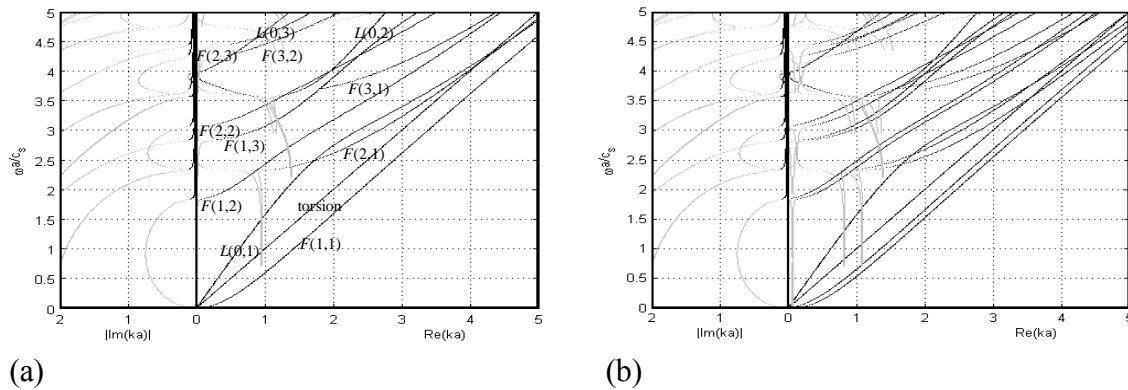 5
4.5
4
3.5
3
2.5
2
1.5
1
0.5
0
ωa/cs
L(0,3)
L(0,2)
F(2,3)
F(3,2)
F(3,1)
F(2,2)
F(1,3)
F(2,1)
F(1,2)
torsion
L(0,1)
F(1,1)
2 1 0 1 2 3 4 5
|Im(ka)| Re(ka)
(a)
5
4.5
4
3.5
3
2.5
2
1.5
1
0.5
0
ωa/cs
2 1 0 1 2 3 4 5
|Im(ka)| Re(ka)
(b)